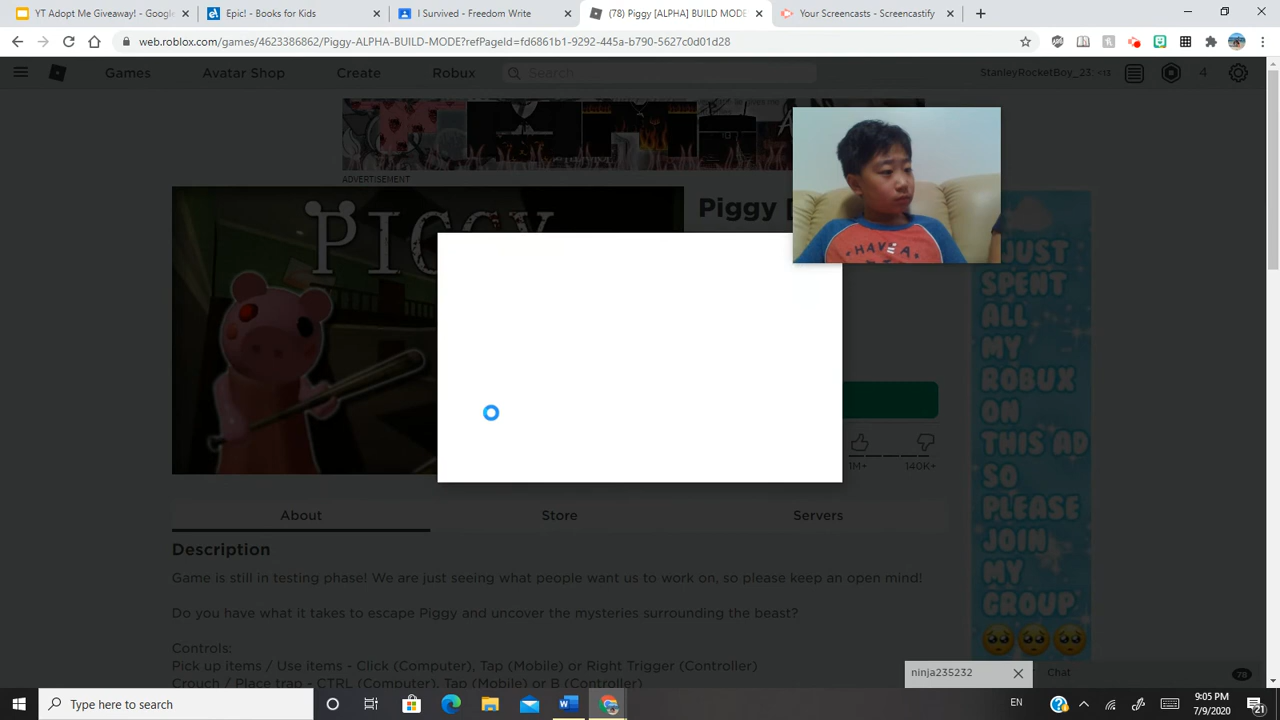 YT Adopt Me Giveaway! - Google
Epic! - Books for Kids
I Survived - Freedom Write
(78) Piggy [ALPHA] BUILD MODE
Your Screencasts - Screencastify
web.roblox.com/games/4623386862/Piggy-ALPHA-BUILD-MODE?refPageId=fd6861b1-9292-445a-b790-5627c0d01d28
Games
Avatar Shop
Create
Robux
Search
StanleyRocketBoy_23: <13
4
ADVERTISEMENT
PIGGY
Piggy [
HAVE A
JUST
SPENT
ALL
MY
ROBUX
ON
THIS AD
SO
PLEASE
JOIN
MY
GROUP
1M+
140K+
About
Store
Servers
Description
Game is still in testing phase! We are just seeing what people want us to work on, so please keep an open mind!
Do you have what it takes to escape Piggy and uncover the mysteries surrounding the beast?
Controls:
Pick up items / Use items - Click (Computer), Tap (Mobile) or Right Trigger (Controller)
Crouch / Place trap - CTRL (Computer), Tap (Mobile) or B (Controller)
ninja235232
Chat
78
Type here to search
EN
9:05 PM
7/9/2020
21